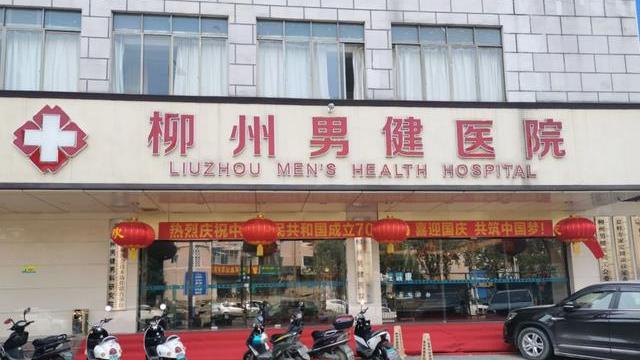 柳州男健医院
LIUZHOU MEN'S HEALTH HOSPITAL
热烈庆祝中 民共和国成立70 喜迎国庆 共筑中国梦!